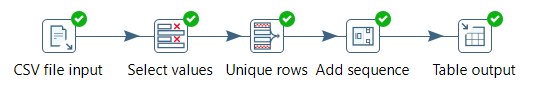 CSV file input
Select values
Unique rows
Add sequence
Table output